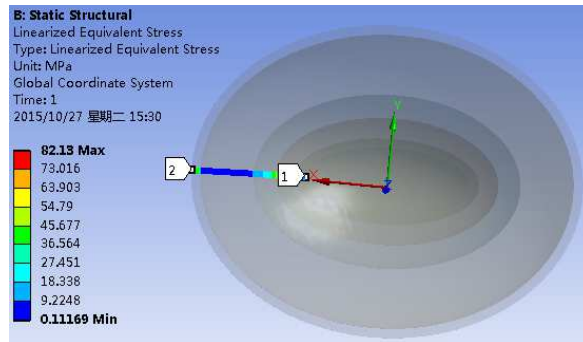 B: Static Structural
Linearized Equivalent Stress
Type: Linearized Equivalent Stress
Unit: MPa
Global Coordinate System
Time: 1
2015/10/27 星期二 15:30
82.13 Max
73.016
63.903
54.79
45.677
36.564
27.451
18.338
9.2248
0.11169 Min
2
1
X
Y
Z